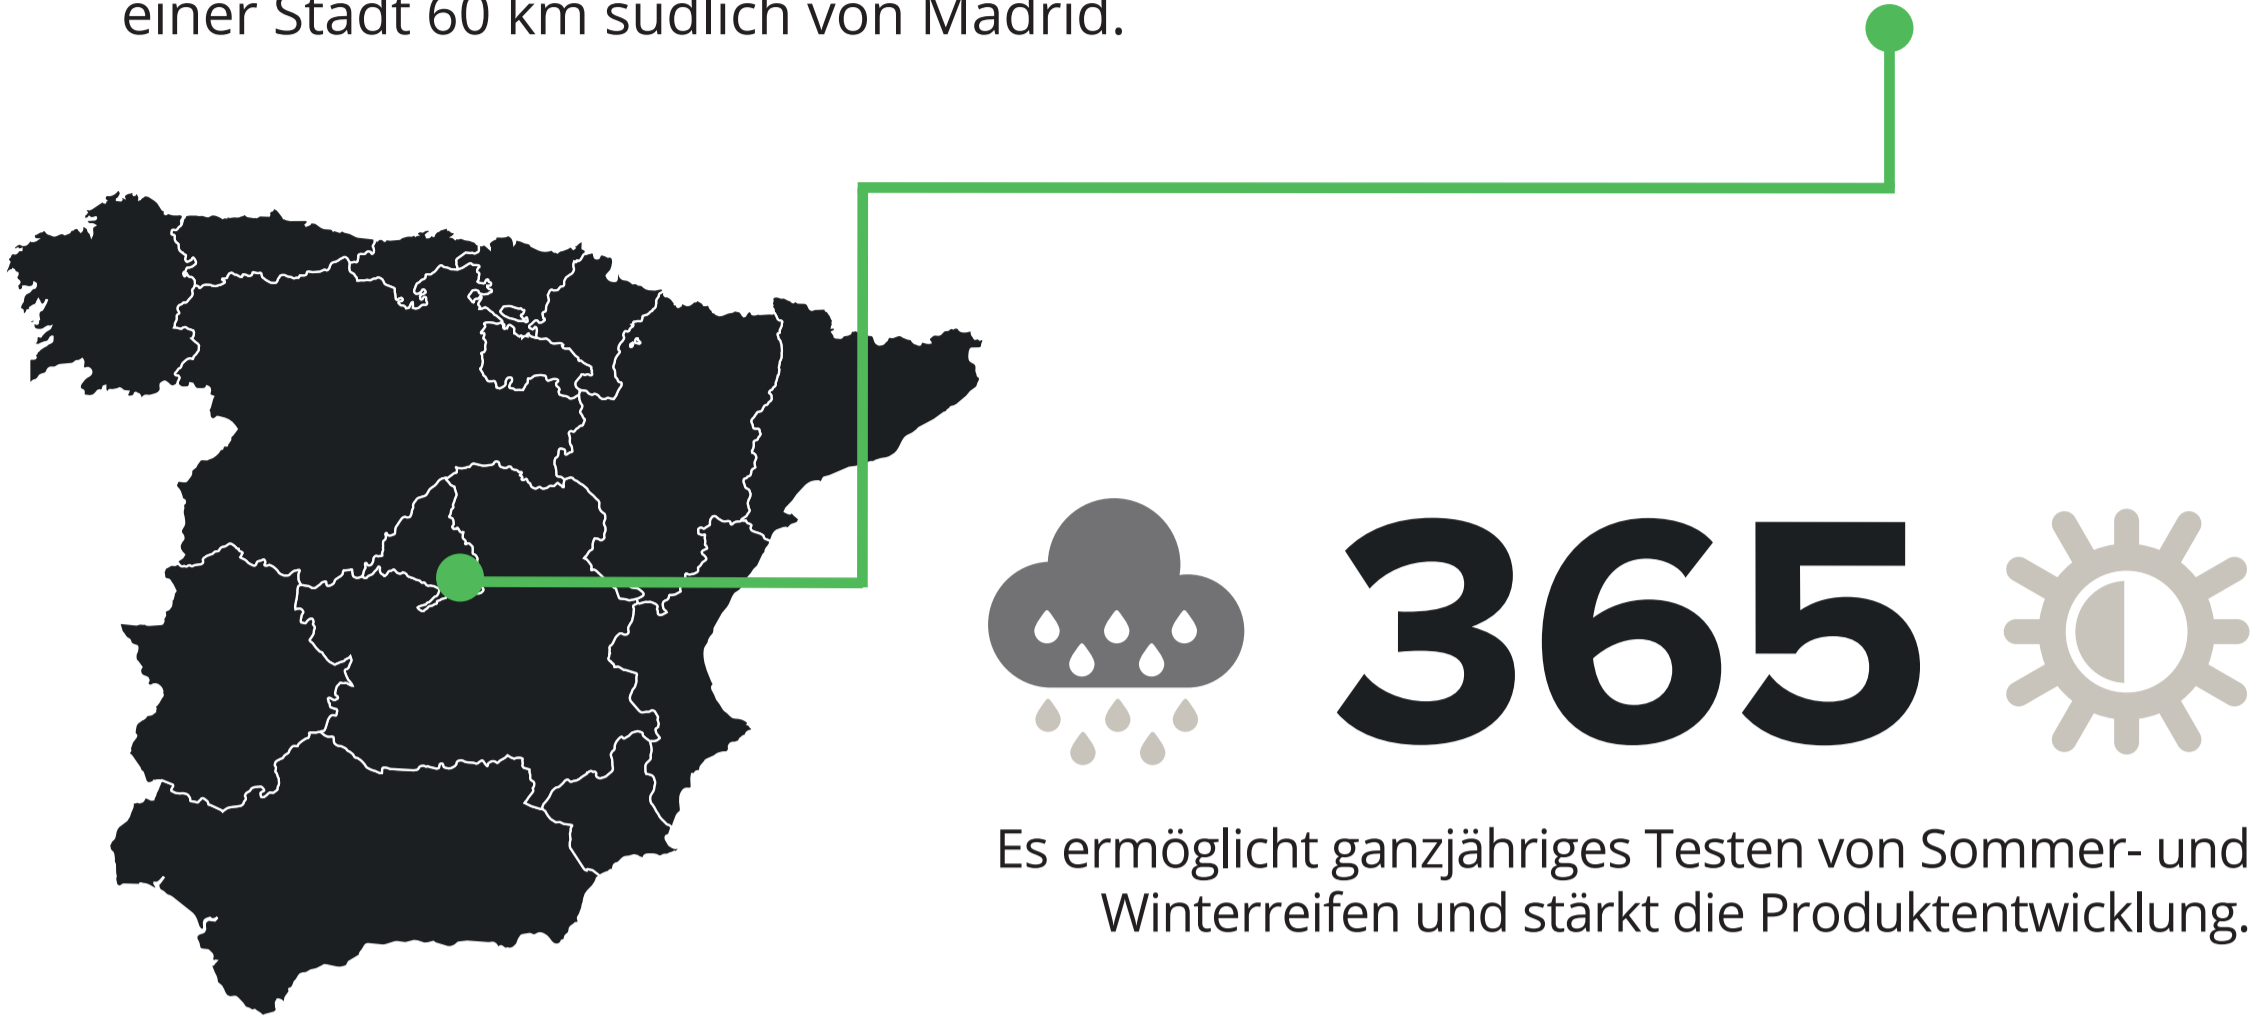 einer Stadt 60 km südlich von Madrid.
365
Es ermöglicht ganzjähriges Testen von Sommer- und
Winterreifen und stärkt die Produktentwicklung.